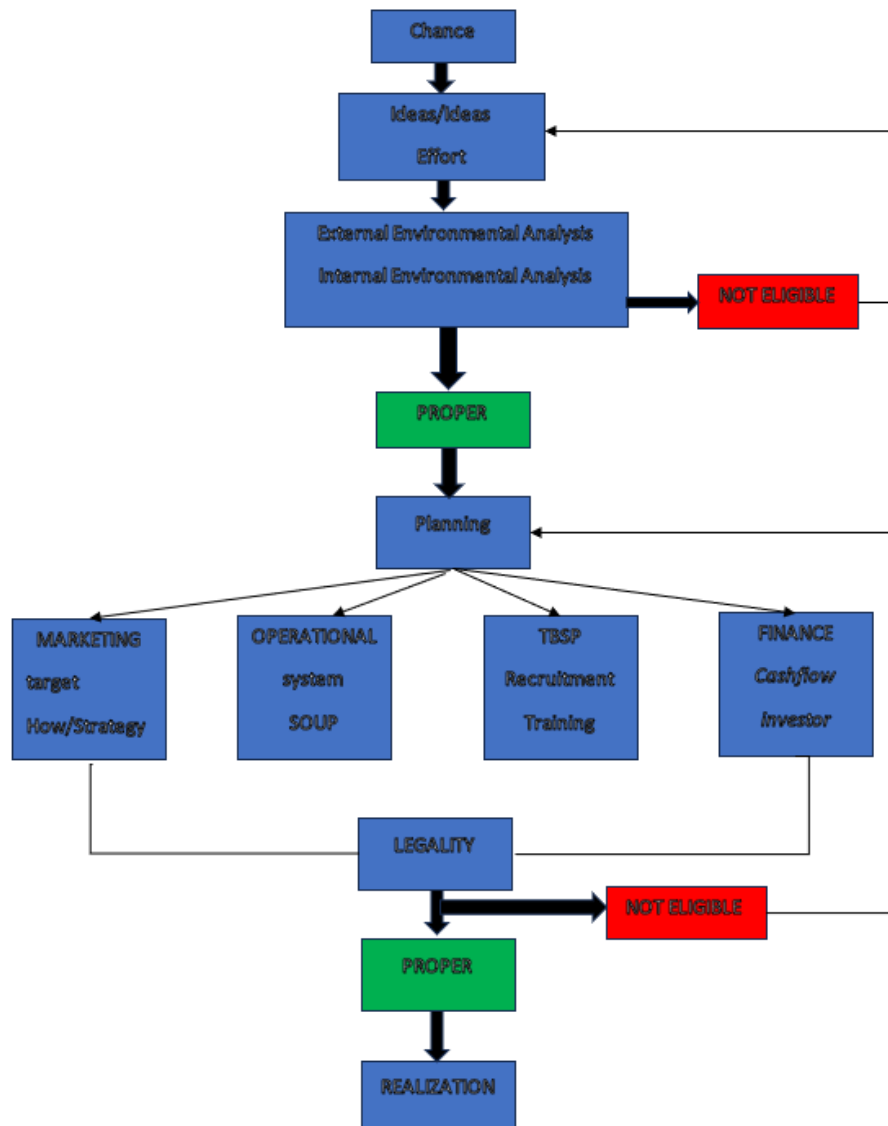 Chance
Ideas/Ideas
Effort
External Environmental Analysis
Internal Environmental Analysis
NOT ELIGIBLE
PROPER
Planning
MARKETING
target
How/Strategy
OPERATIONAL
system
SOUP
TBSP
Recruitment
Training
FINANCE
Cashflow
investor
LEGALITY
NOT ELIGIBLE
PROPER
REALIZATION